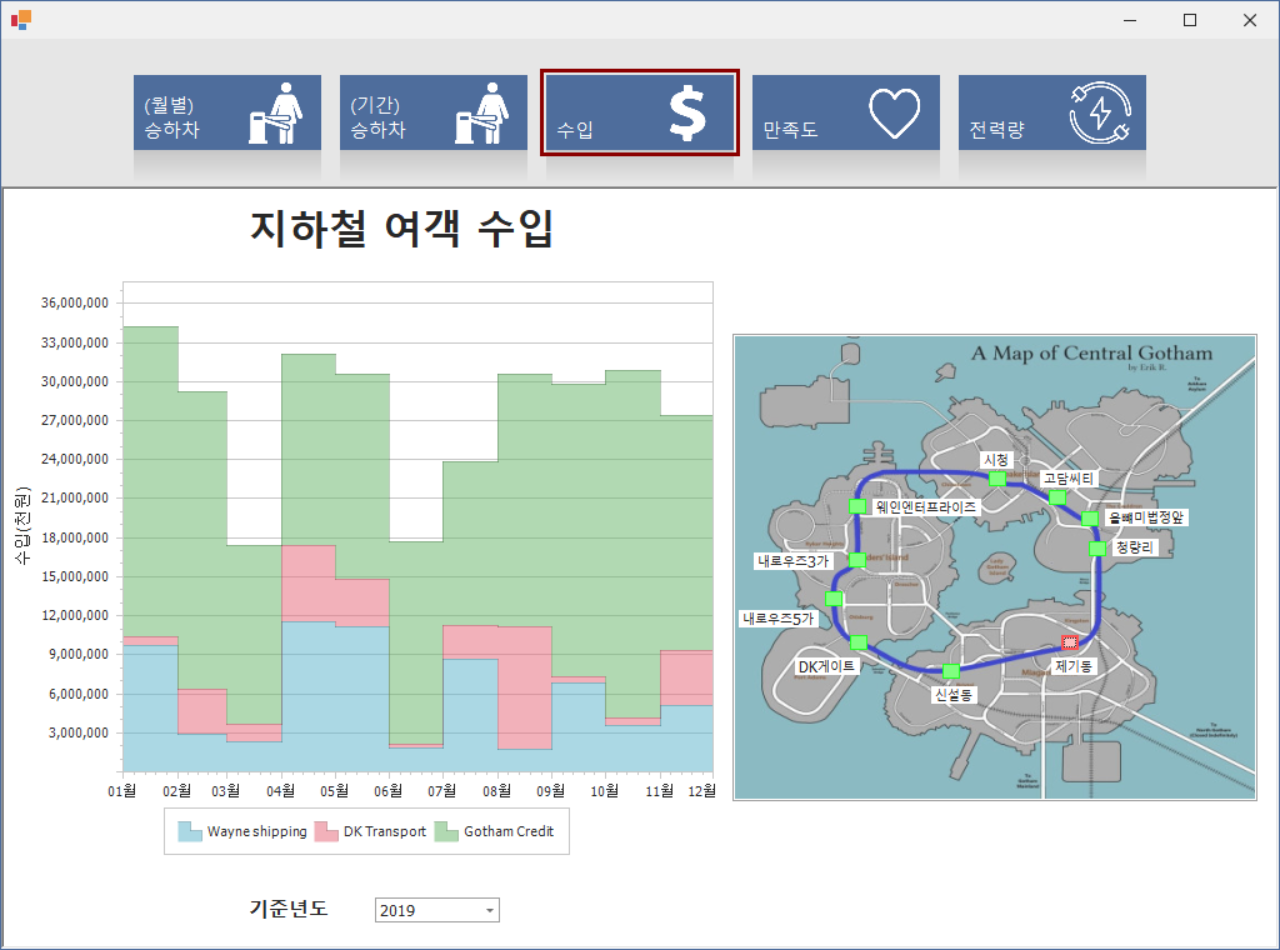 (월별)
승하차
(기간)
승하차
수입
만족도
전력량
지하철 여객 수입
수입(천원)
36,000,000
33,000,000
30,000,000
27,000,000
24,000,000
21,000,000
18,000,000
15,000,000
12,000,000
9,000,000
6,000,000
3,000,000
01월 02월 03월 04월 05월 06월 07월 08월 09월 10월 11월 12월
Wayne shipping DK Transport Gotham Credit
기준년도 2019
A Map of Central Gotham
by Erik R.
시청
고담씨티
웨인엔터프라이즈
올빼미법정앞
청량리
내로우즈3가
내로우즈5가
DK게이트
제기동
신설동